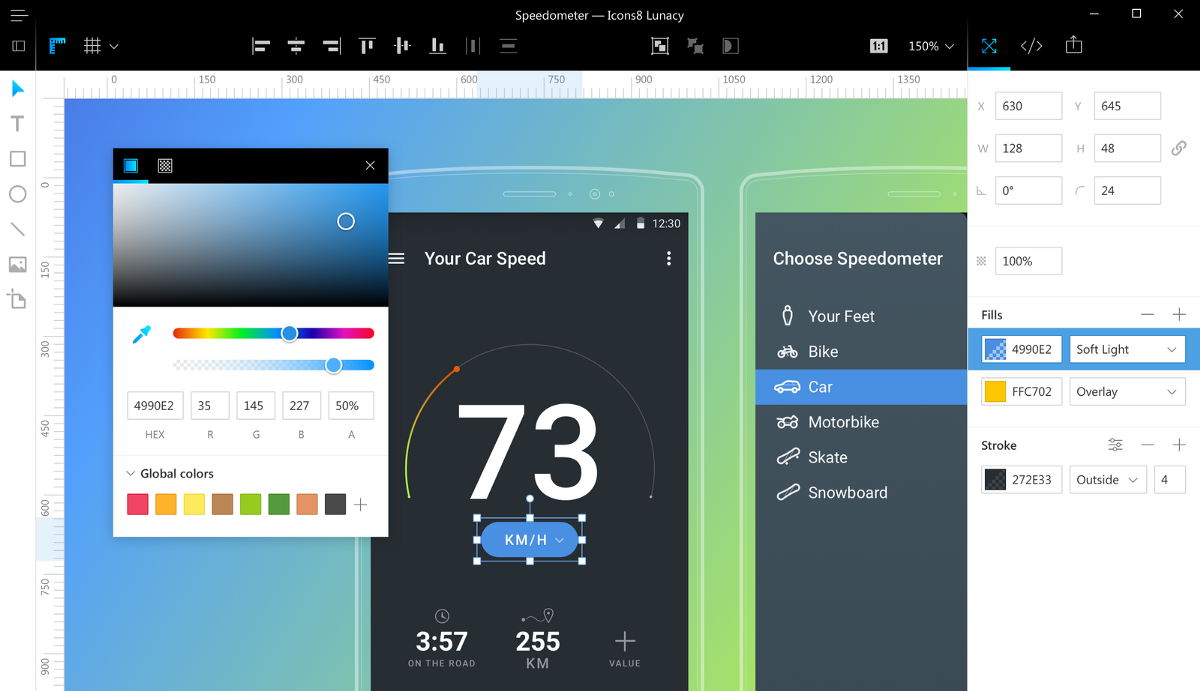 Speedometer — Icons8 Lunacy
1:1
150%
0
150
300
450
600
750
900
1050
1200
1350
0
150
300
450
600
750
900
4990E2
35
145
227
50%
HEX
R
G
B
A
Global colors
12:30
Your Car Speed
73
KM/H
3:57
ON THE ROAD
255
KM
VALUE
Choose Speedometer
Your Feet
Bike
Car
Motorbike
Skate
Snowboard
X
630
Y
645
W
128
H
48
0°
24
100%
Fills
4990E2
Soft Light
FFC702
Overlay
Stroke
272E33
Outside
4